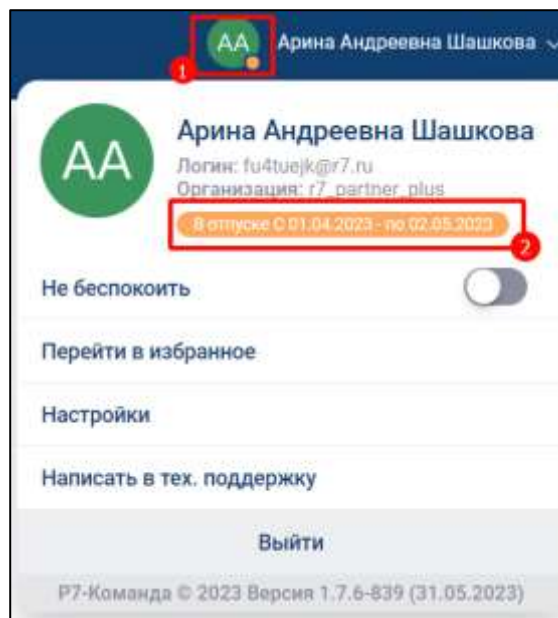 АА Арина Андреевна Шашкова
1
АА
Арина Андреевна Шашкова
Логин: fu4tuejk@r7.ru
Организация: r7_partner_plus
В отпуске С 01.04.2023 - по 02.05.2023
2
Не беспокоить
Перейти в избранное
Настройки
Написать в тех. поддержку
Выйти
Р7-Команда © 2023 Версия 1.7.6-839 (31.05.2023)